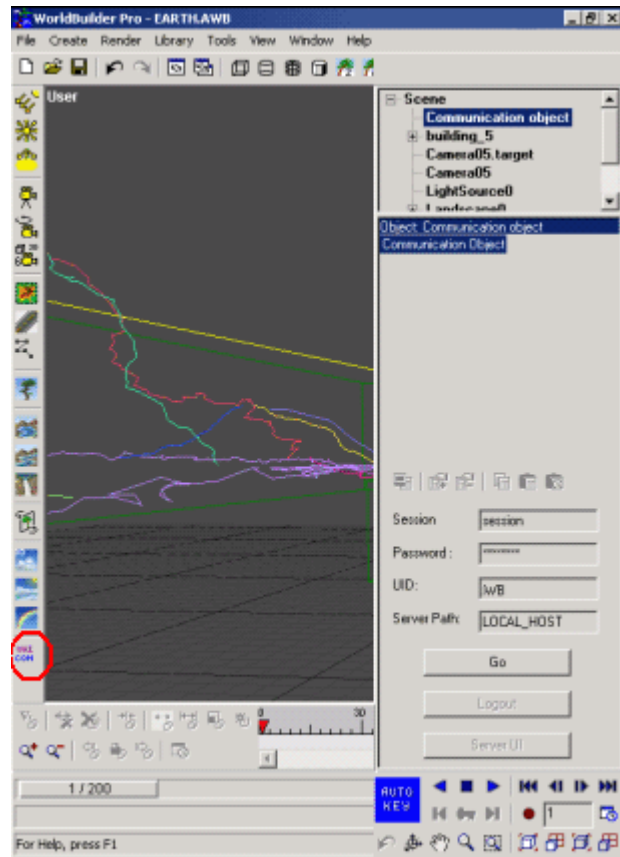 WorldBuilder Pro - EARTH.AWB
File Create Render Library Tools View Window Help
User
Scene
Communication object
building_5
Camera05.target
Camera05
LightSource0
Landscape0
Object: Communication object
Communication Object
Session session
Password : ********
UID: WB
Server Path: LOCAL_HOST
Go
Logout
Server UI
COM
0 30
1 / 200
AUTO
KEY
1
For Help, press F1